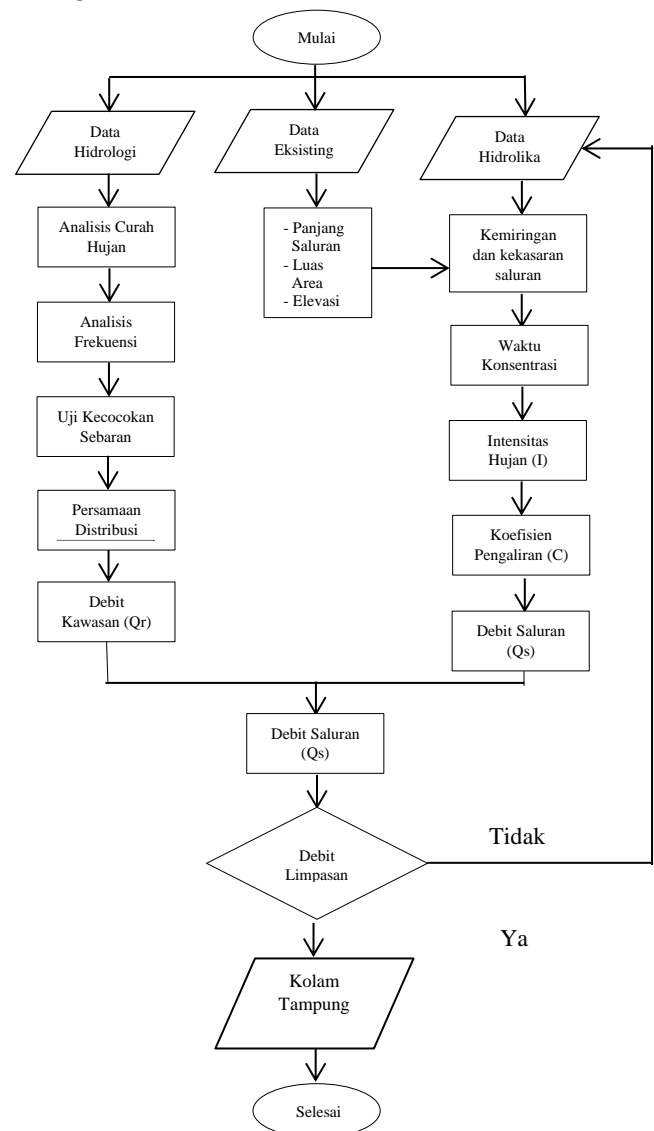 Mulai
Data
Hidrologi
Data
Eksisting
Data
Hidrolika
Analisis Curah
Hujan
- Panjang
Saluran
- Luas
Area
- Elevasi
Kemiringan
dan kekasaran
saluran
Analisis
Frekuensi
Waktu
Konsentrasi
Uji Kecocokan
Sebaran
Intensitas
Hujan (I)
Persamaan
Distribusi
Koefisien
Pengaliran (C)
Debit
Kawasan (Qr)
Debit Saluran
(Qs)
Debit Saluran
(Qs)
Debit
Limpasan
Tidak
Ya
Kolam
Tampung
Selesai